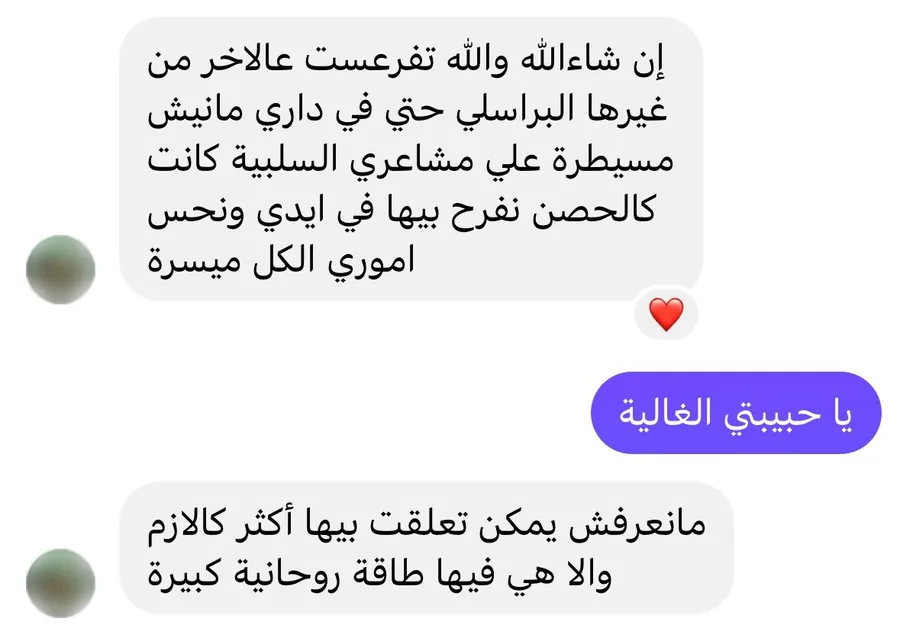 إن شاءالله والله تفرعست عالاخر من
غيرها البراسلي حتي في داري مانيش
مسيطرة علي مشاعري السلبية كانت
كالحصن نفرح بيها في ايدي ونحس
اموري الكل ميسرة
يا حبيبتي الغالية
مانعرفش يمكن تعلقت بيها أكثر كالازم
والا هي فيها طاقة روحانية كبيرة